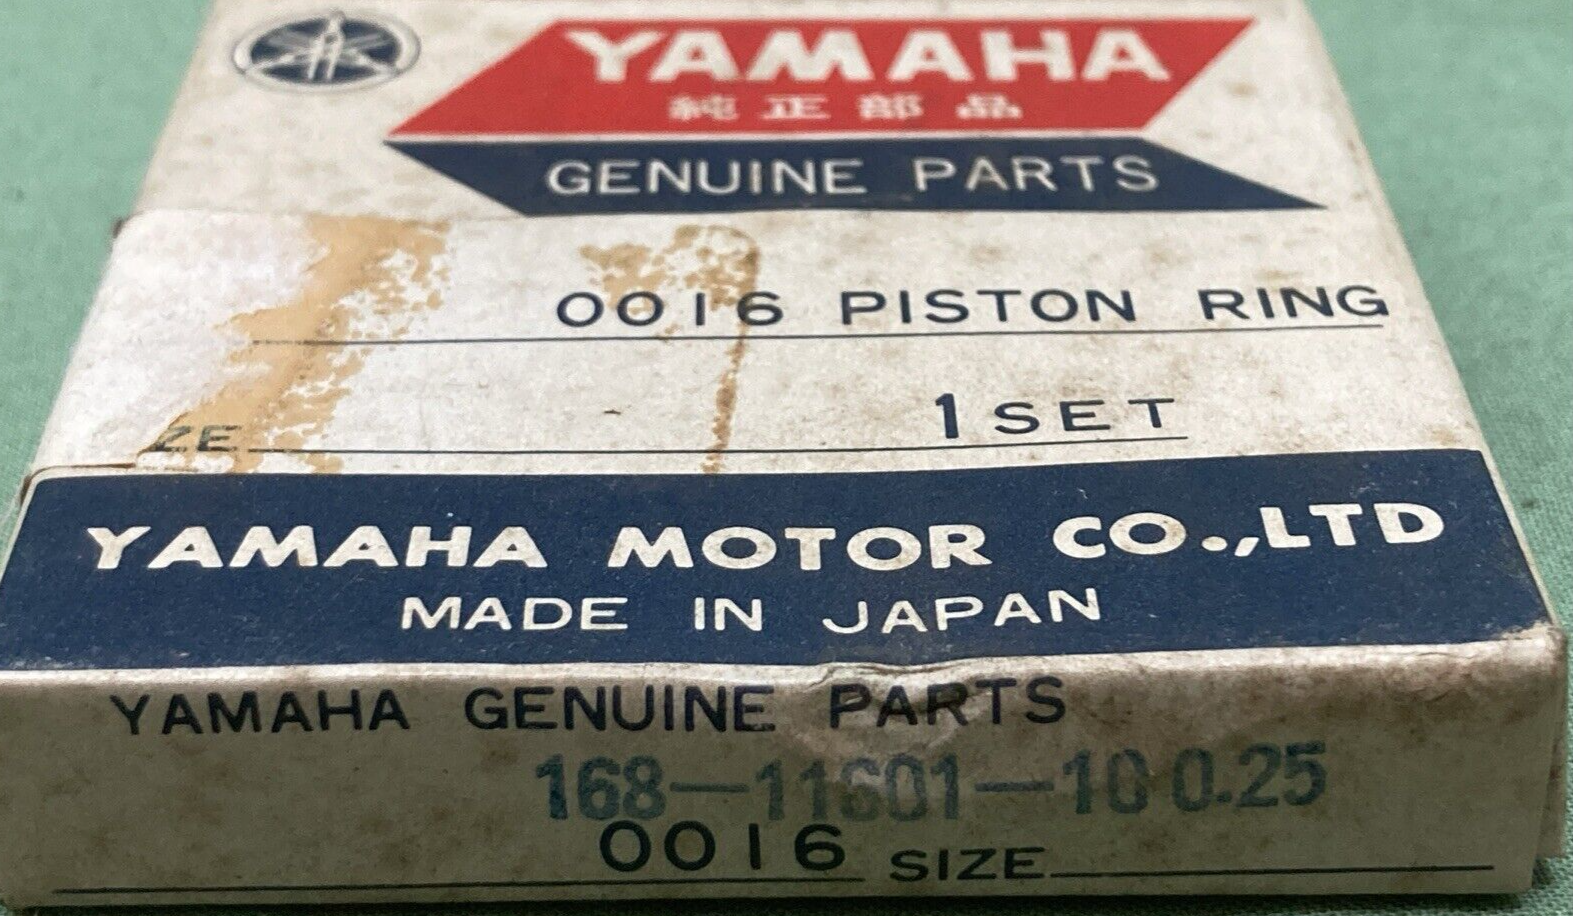 YAMAHA
純正部品
GENUINE PARTS
0016 PISTON RING
ZE 1 SET
YAMAHA MOTOR CO.,LTD
MADE IN JAPAN
YAMAHA GENUINE PARTS
168-11601-10 0.25
0016 SIZE